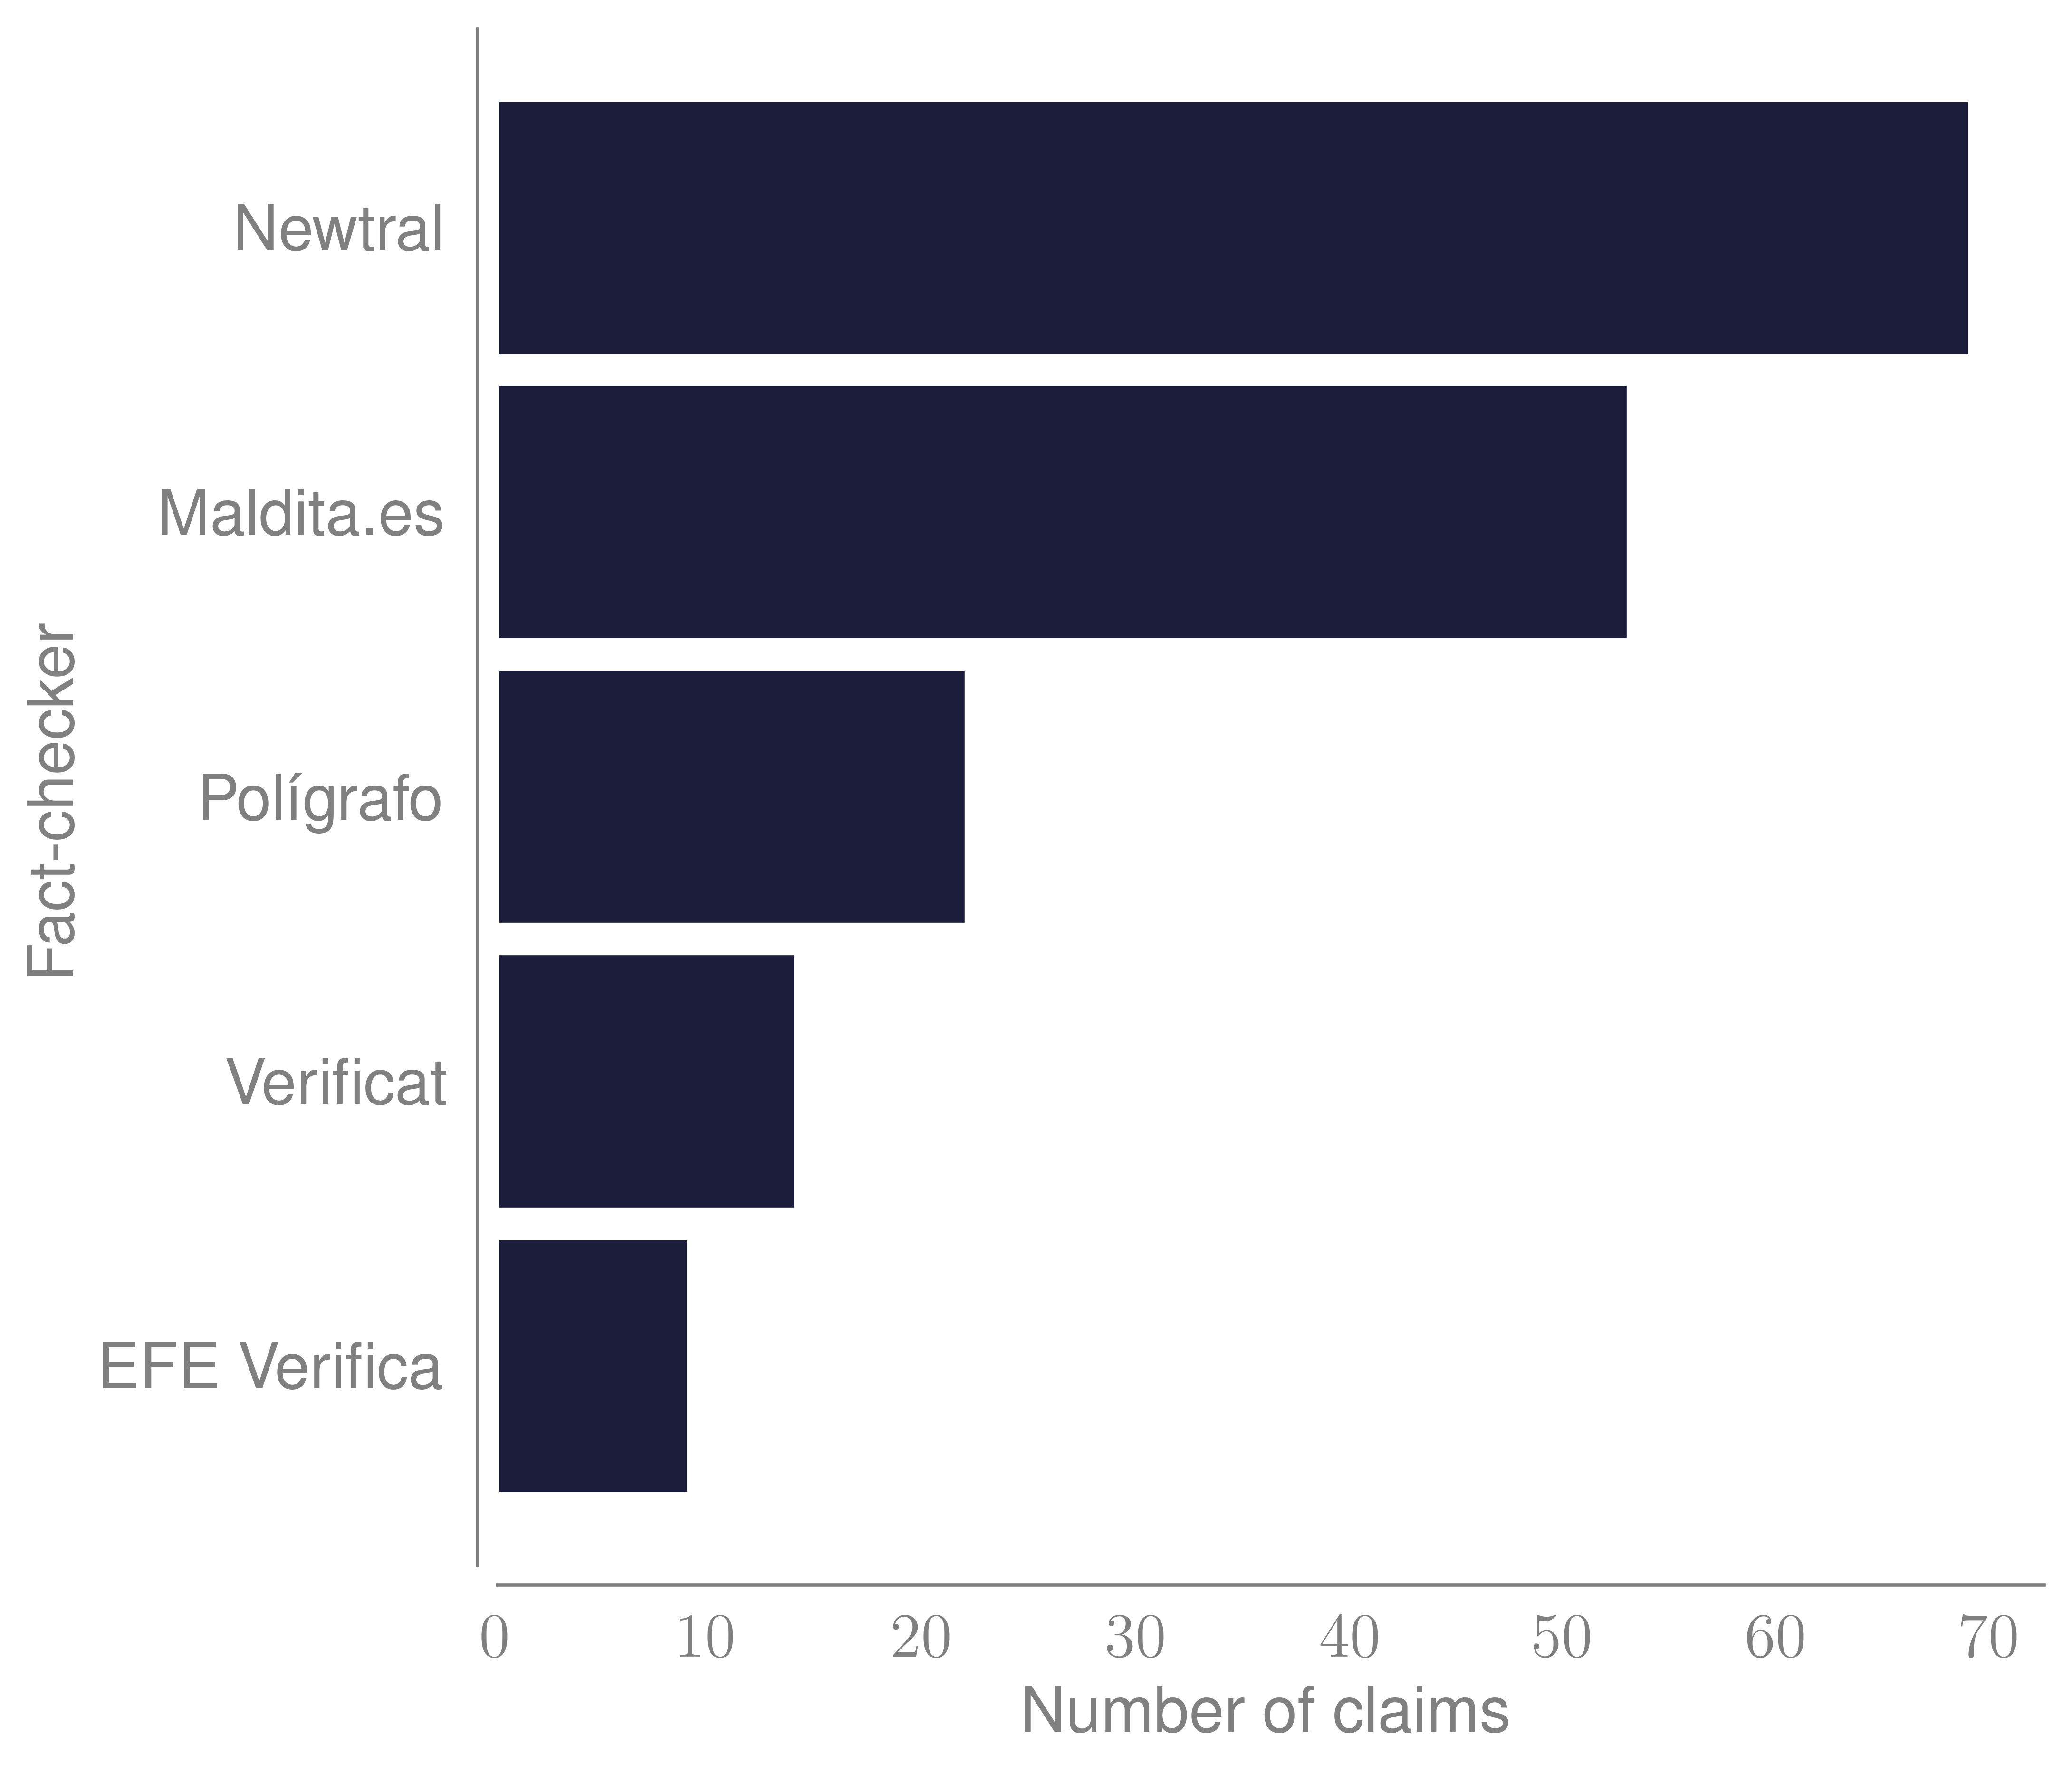 Fact-checker
Newtral
Maldita.es
Polígrafo
Verificat
EFE Verifica
0 10 20 30 40 50 60 70
Number of claims